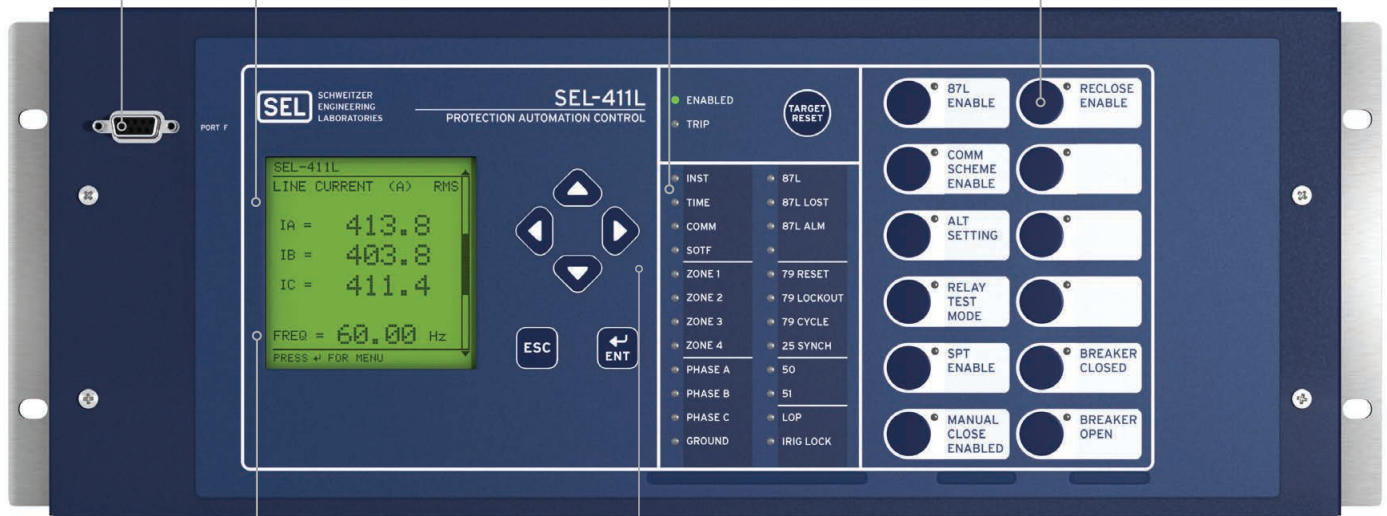 PORT F
SEL
SCHWEITZER
ENGINEERING
LABORATORIES
SEL-411L
PROTECTION AUTOMATION CONTROL
SEL-411L
LINE CURRENT (A) RMS
IA = 413.8
IB = 403.8
IC = 411.4
FREQ = 60.00 Hz
PRESS ↵ FOR MENU
ESC
ENT
ENABLED
TRIP
TARGET
RESET
INST
TIME
COMM
SOTF
ZONE 1
ZONE 2
ZONE 3
ZONE 4
PHASE A
PHASE B
PHASE C
GROUND
87L
87L LOST
87L ALM
79 RESET
79 LOCKOUT
79 CYCLE
25 SYNCH
50
51
LOP
IRIG LOCK
87L
ENABLE
COMM
SCHEME
ENABLE
ALT
SETTING
RELAY
TEST
MODE
SPT
ENABLE
MANUAL
CLOSE
ENABLED
RECLOSE
ENABLE
BREAKER
CLOSED
BREAKER
OPEN